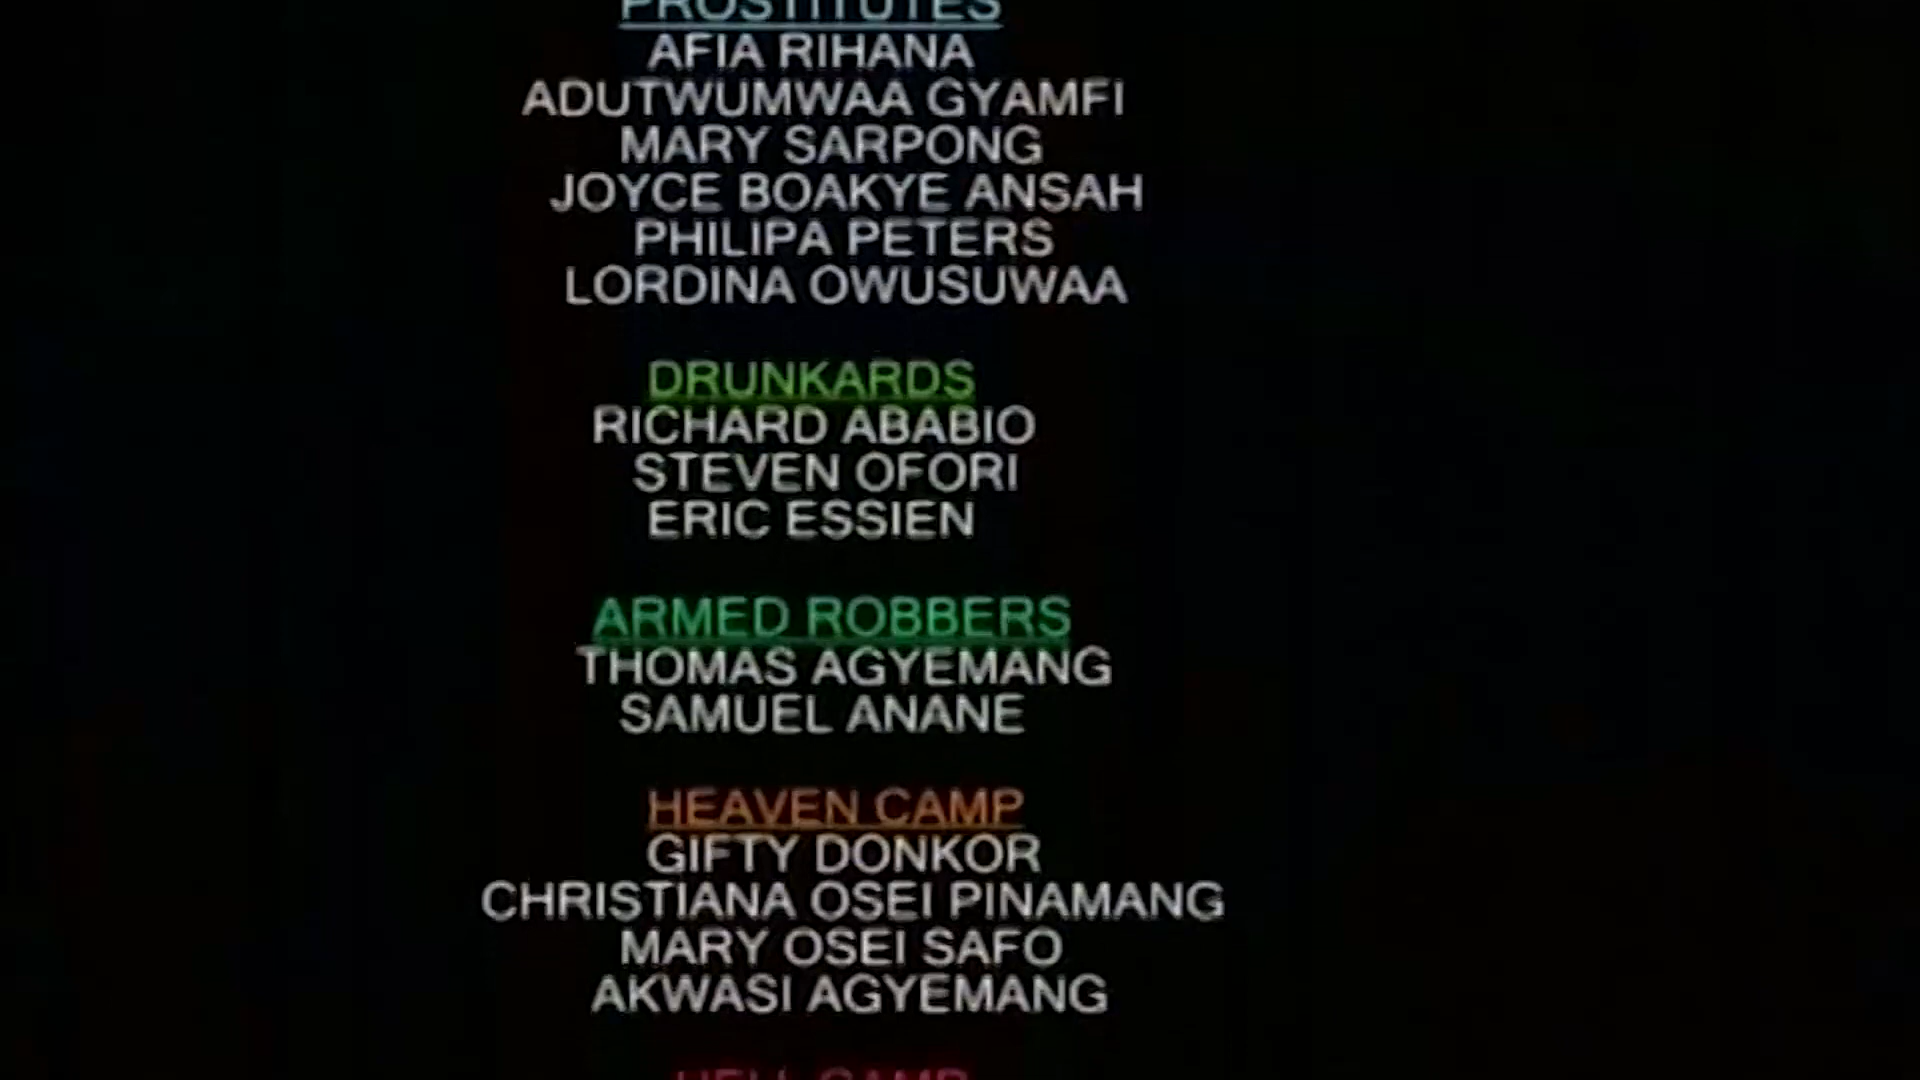 PROSTITUTES
AFIA RIHANA
ADUTWUMWAA GYAMFI
MARY SARPONG
JOYCE BOAKYE ANSAH
PHILIPA PETERS
LORDINA OWUSUWAA
DRUNKARDS
RICHARD ABABIO
STEVEN OFORI
ERIC ESSIEN
ARMED ROBBERS
THOMAS AGYEMANG
SAMUEL ANANE
HEAVEN CAMP
GIFTY DONKOR
CHRISTIANA OSEI PINAMANG
MARY OSEI SAFO
AKWASI AGYEMANG
HELL CAMP